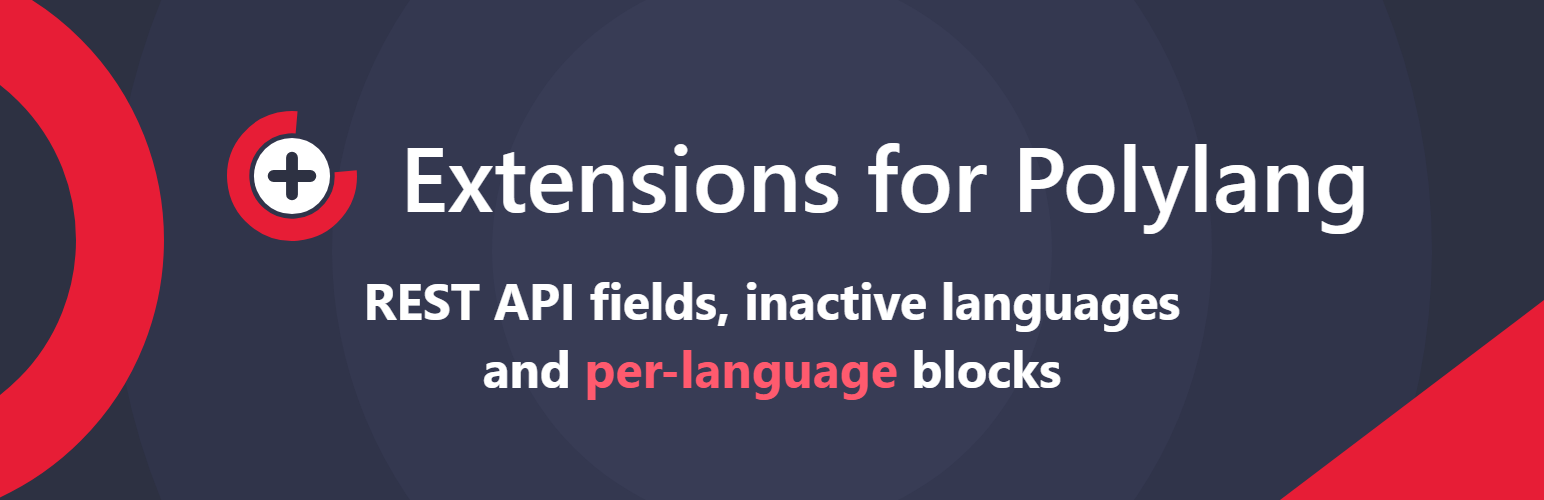 Extensions for Polylang
REST API fields, inactive languages
and per-language blocks